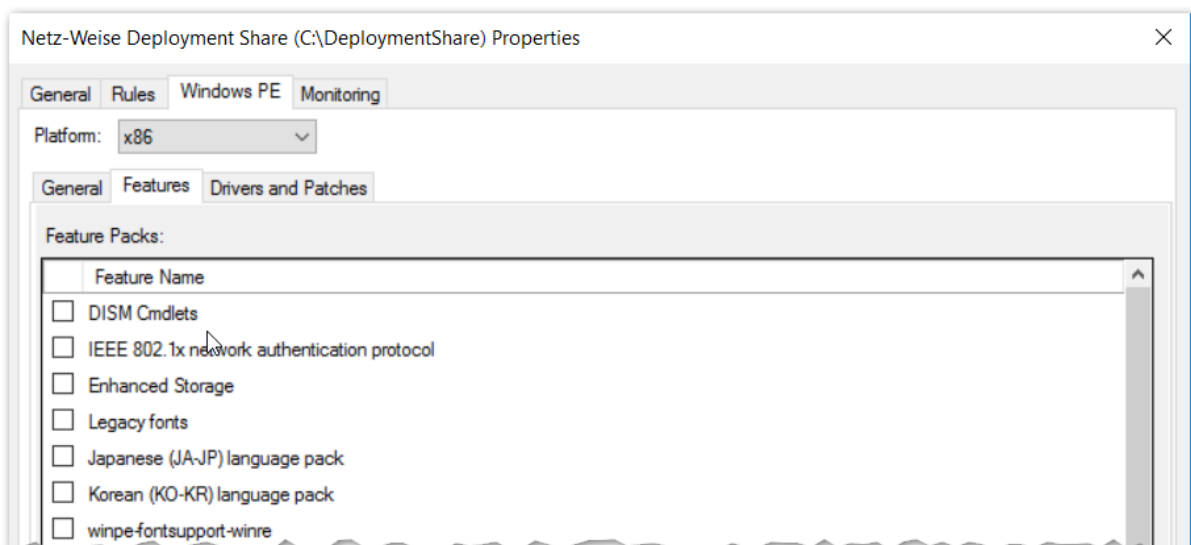 Netz-Weise Deployment Share (C:\DeploymentShare) Properties
General Rules Windows PE Monitoring
Platform: x86
General Features Drivers and Patches
Feature Packs:
Feature Name
DISM Cmdlets
IEEE 802.1x network authentication protocol
Enhanced Storage
Legacy fonts
Japanese (JA-JP) language pack
Korean (KO-KR) language pack
winpe-fontsupport-winre